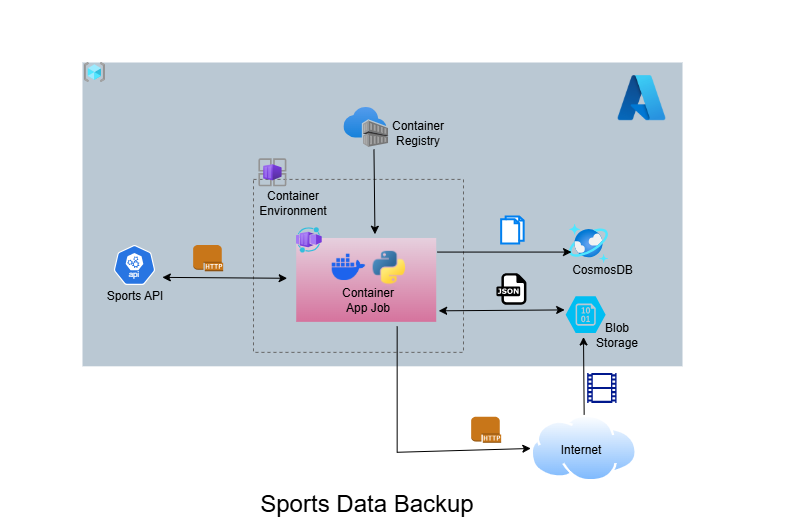 Container
Registry
Container
Environment
HTTP
api
Sports API
Container
App Job
CosmosDB
JSON
10
01
Blob
Storage
HTTP
Internet
Sports Data Backup